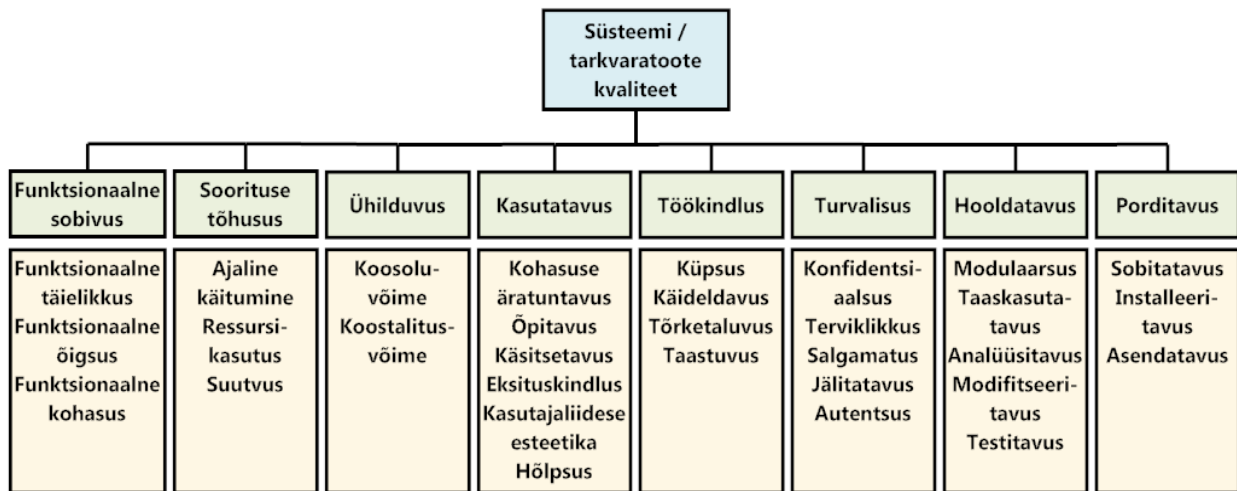 Süsteemi /
tarkvaratoote
kvaliteet
Funktsionaalne
sobivus
Soorituse
tõhusus
Ühilduvus
Kasutatavus
Töökindlus
Turvalisus
Hooldatavus
Porditavus
Funktsionaalne
täielikkus
Funktsionaalne
õigsus
Funktsionaalne
kohasus
Ajaline
käitumine
Ressursi-
kasutus
Suutvus
Koosolu-
võime
Koostalitus-
võime
Kohasuse
äratuntavus
Õpitavus
Käsitsetavus
Eksituskindlus
Kasutajaliidese
esteetika
Hõlpsus
Küpsus
Käideldavus
Tõrketaluvus
Taastuvus
Konfidentsi-
aalsus
Terviklikkus
Salgamatus
Jälitatavus
Autentsus
Modulaarsus
Taaskasuta-
tavus
Analüüsitavus
Modifitseeri-
tavus
Testitavus
Sobitatavus
Installeeri-
tavus
Asendatavus